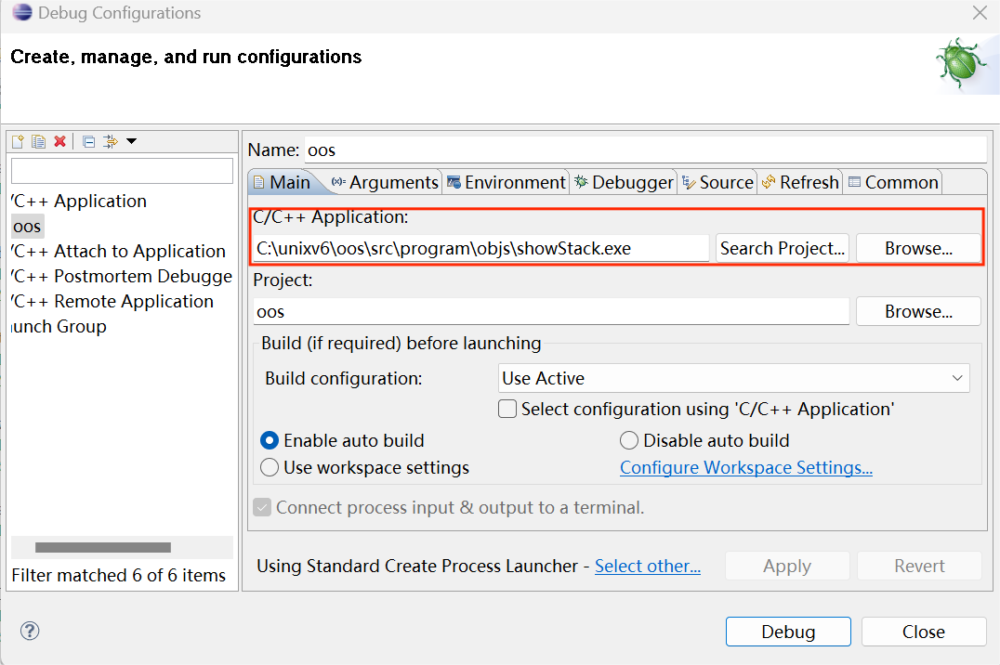 Debug Configurations
Create, manage, and run configurations
/C++ Application
oos
/C++ Attach to Application
/C++ Postmortem Debugge
/C++ Remote Application
unch Group
Filter matched 6 of 6 items
Name: oos
Main (x)= Arguments Environment Debugger Source Refresh Common
C/C++ Application:
C:\unixv6\oos\src\program\objs\showStack.exe Search Project... Browse...
Project:
oos Browse...
Build (if required) before launching
Build configuration: Use Active
Select configuration using 'C/C++ Application'
Enable auto build Disable auto build
Use workspace settings Configure Workspace Settings...
Connect process input & output to a terminal.
Using Standard Create Process Launcher - Select other... Apply Revert
? Debug Close